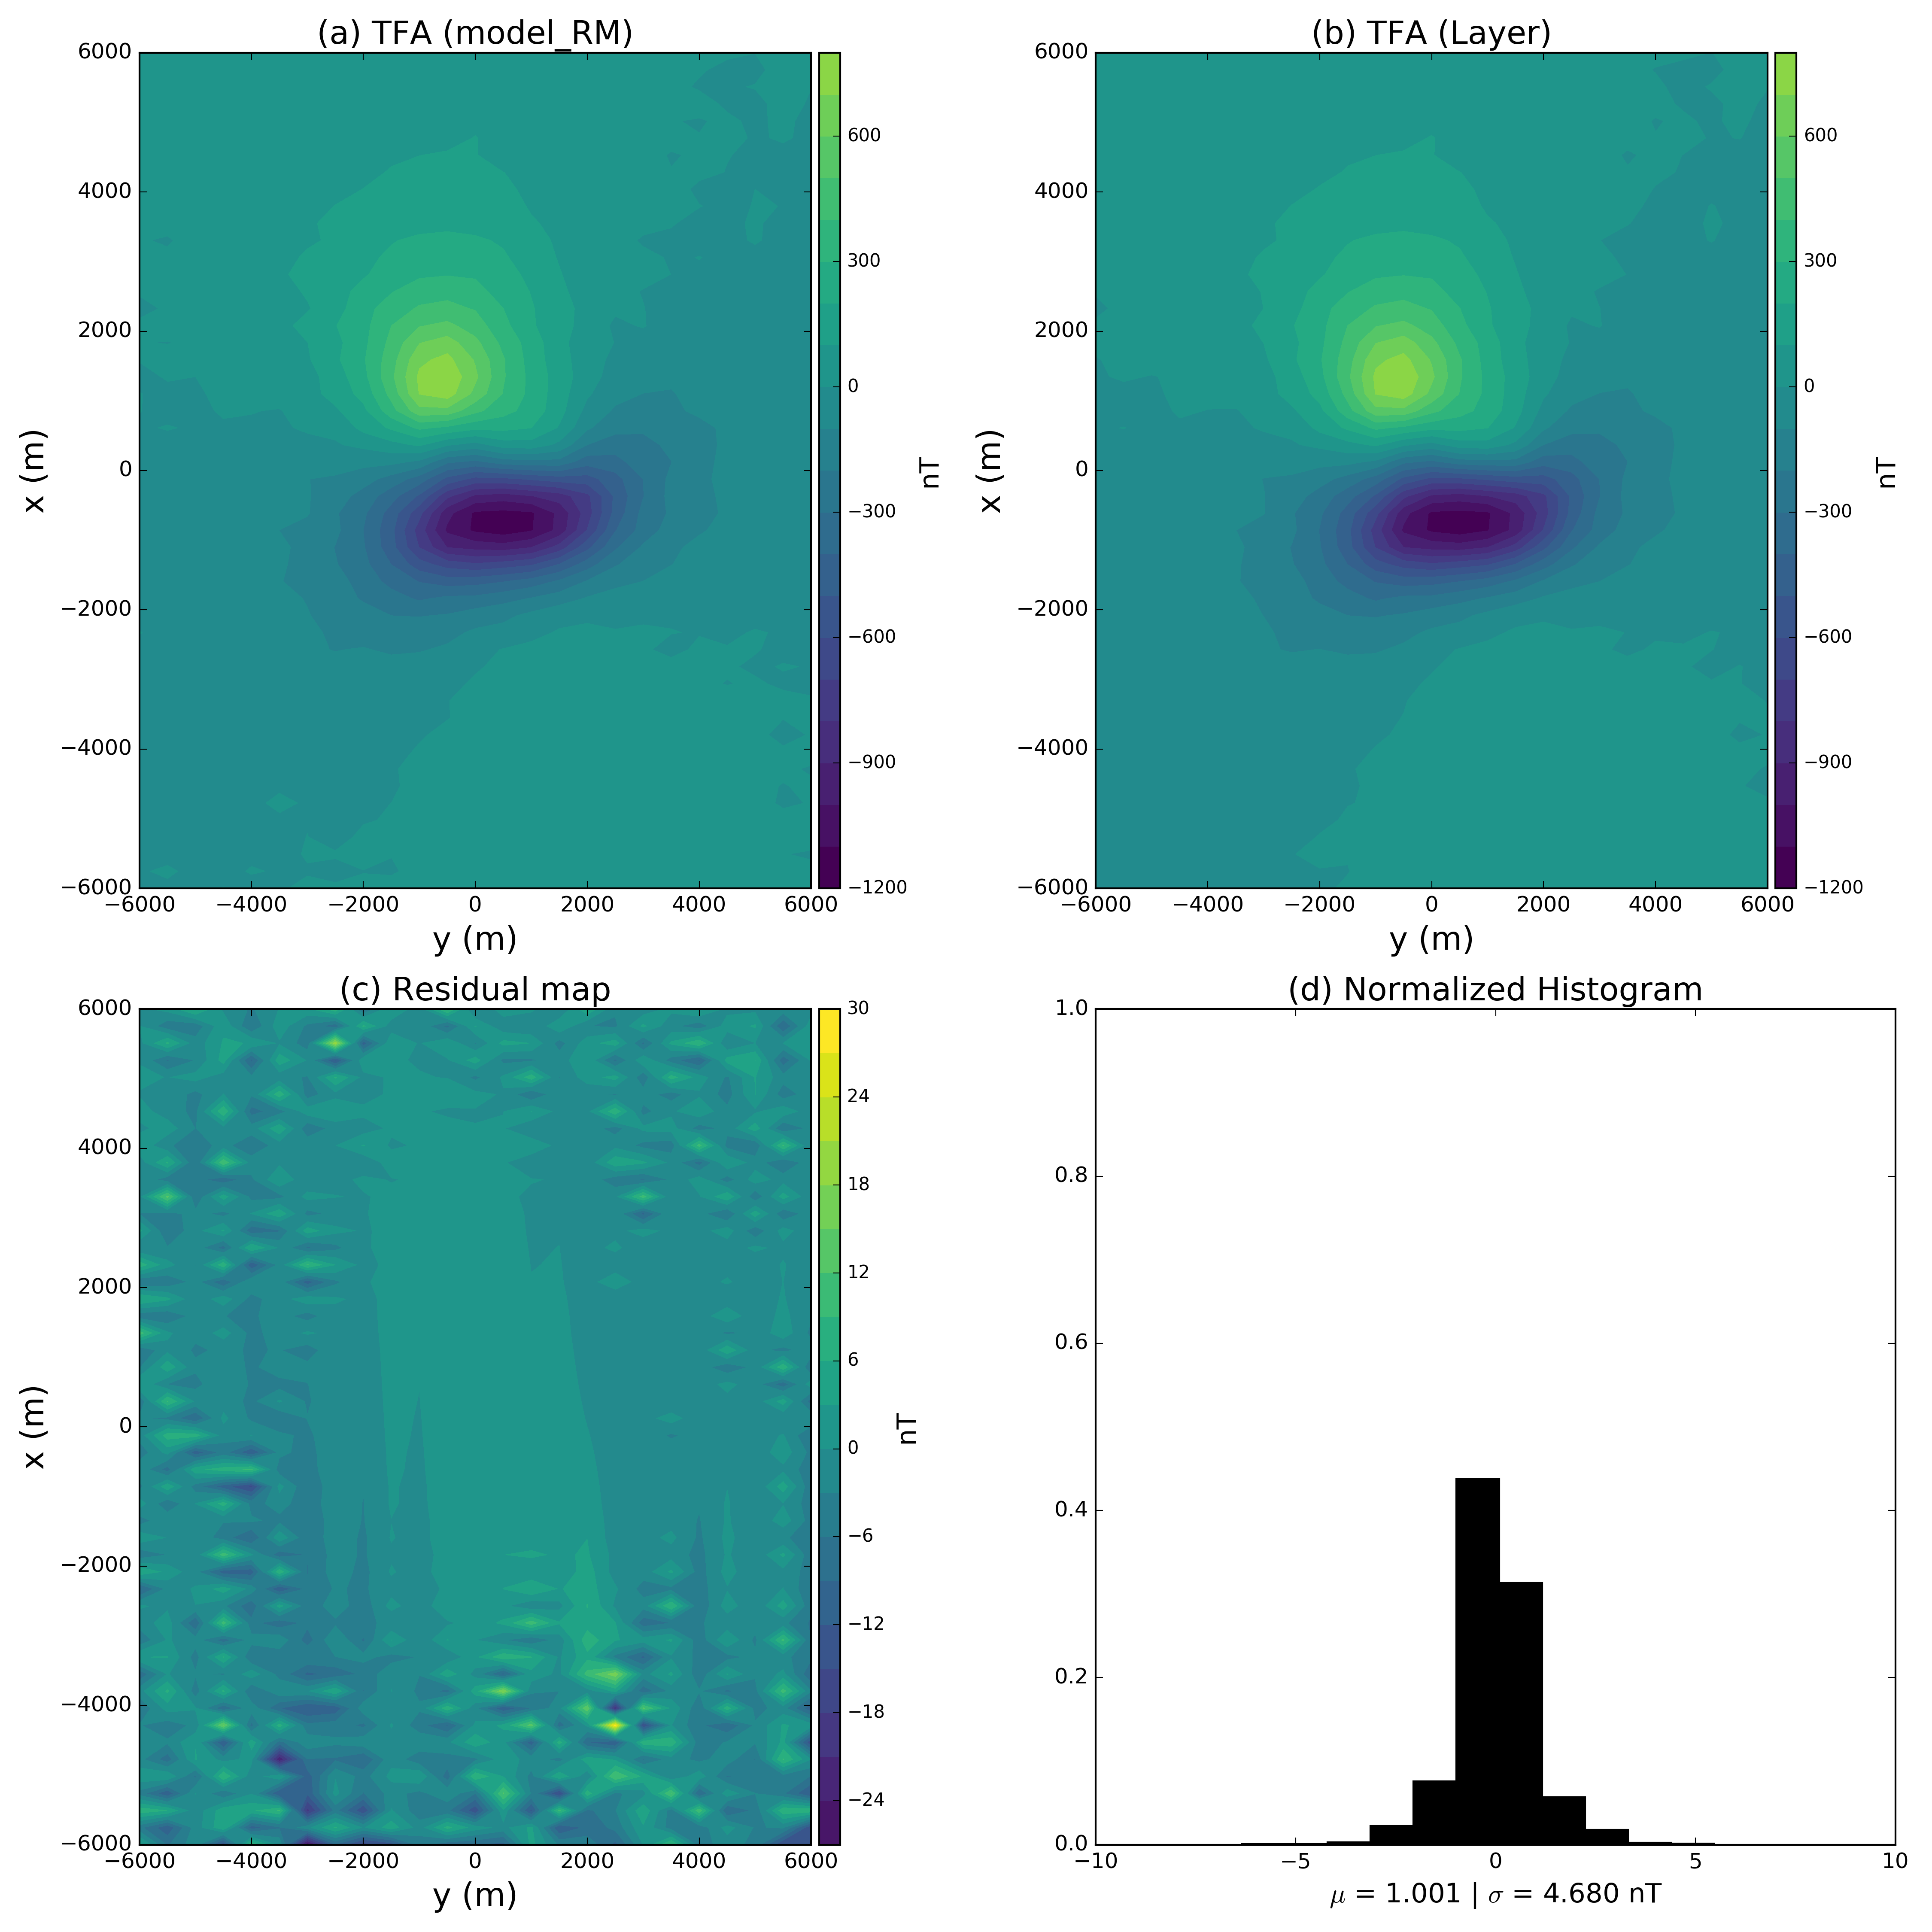 (a) TFA (model_RM)
6000
4000
2000
0
−2000
−4000
−6000
x (m)
−6000 −4000 −2000 0 2000 4000 6000
y (m)
600
300
0
−300
−600
−900
−1200
nT
(b) TFA (Layer)
6000
4000
2000
0
−2000
−4000
−6000
x (m)
−6000 −4000 −2000 0 2000 4000 6000
y (m)
600
300
0
−300
−600
−900
−1200
nT
(c) Residual map
6000
4000
2000
0
−2000
−4000
−6000
x (m)
−6000 −4000 −2000 0 2000 4000 6000
y (m)
30
24
18
12
6
0
−6
−12
−18
−24
nT
(d) Normalized Histogram
1.0
0.8
0.6
0.4
0.2
0.0
−10 −5 0 5 10
μ = 1.001 | σ = 4.680 nT